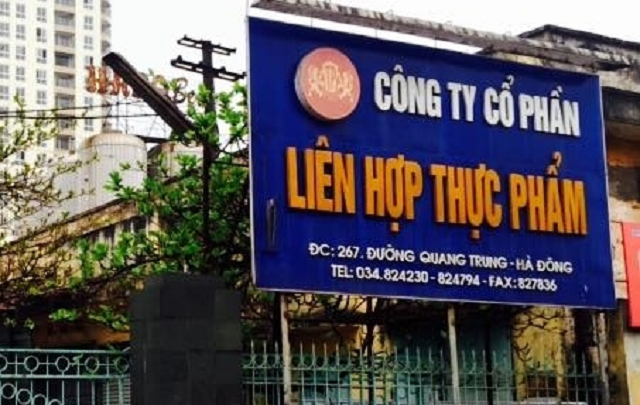 CÔNG TY CỔ PHẦN
LIÊN HỢP THỰC PHẨM
ĐC: 267. ĐƯỜNG QUANG TRUNG - HÀ ĐÔNG
TEL: 034.824230 - 824794 - FAX: 827836